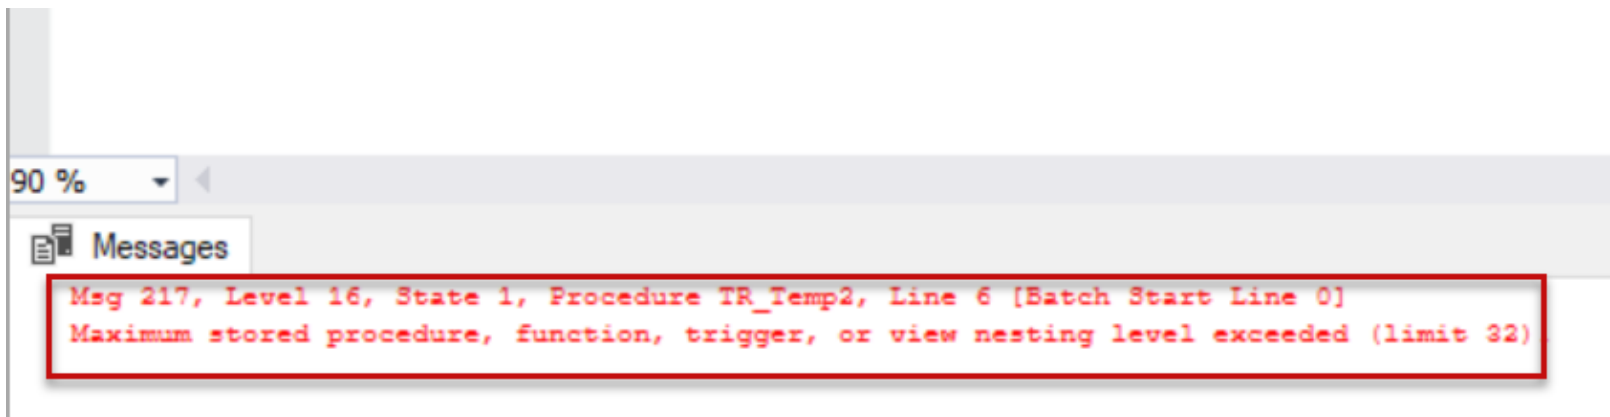 90 %
Messages
Msg 217, Level 16, State 1, Procedure TR_Temp2, Line 6 [Batch Start Line 0]
Maximum stored procedure, function, trigger, or view nesting level exceeded (limit 32).